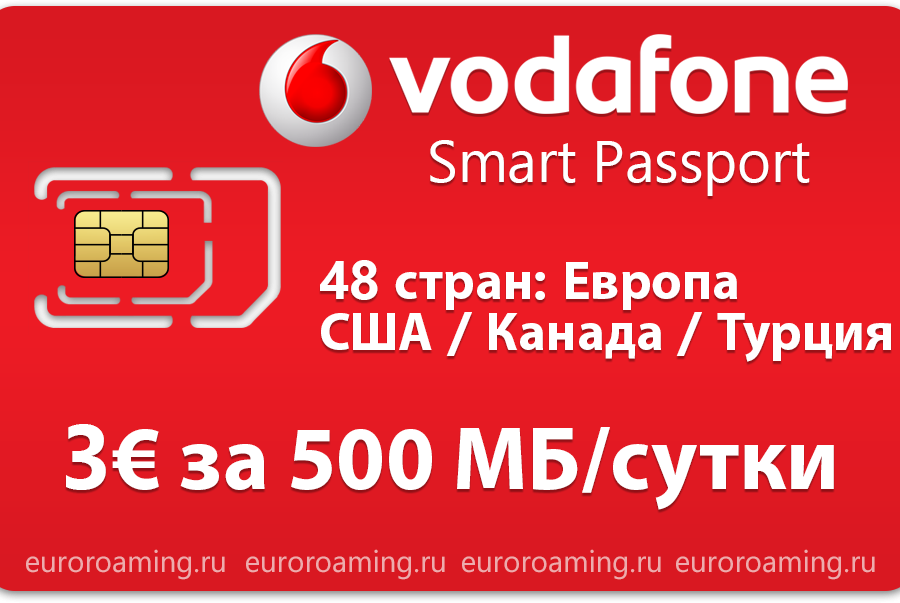 vodafone
Smart Passport
48 стран: Европа
США / Канада / Турция
3€ за 500 МБ/сутки
euroroaming.ru euroroaming.ru euroroaming.ru euroroaming.ru